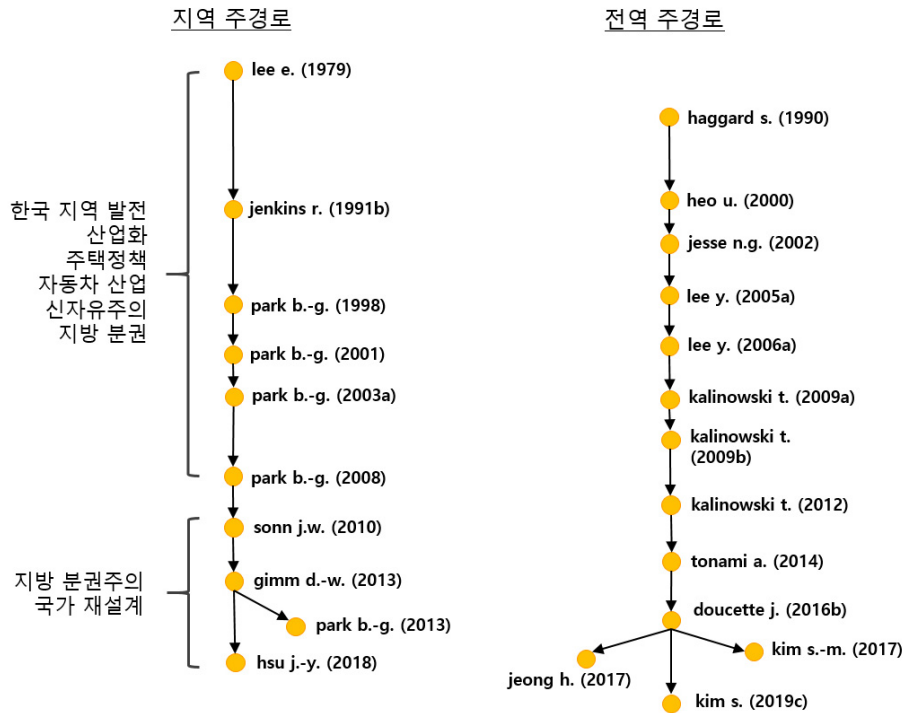 지역 주경로
lee e. (1979)
jenkins r. (1991b)
park b.-g. (1998)
park b.-g. (2001)
park b.-g. (2003a)
park b.-g. (2008)
sonn j.w. (2010)
gimm d.-w. (2013)
park b.-g. (2013)
hsu j.-y. (2018)
한국 지역 발전
산업화
주택정책
자동차 산업
신자유주의
지방 분권
지방 분권주의
국가 재설계
전역 주경로
haggard s. (1990)
heo u. (2000)
jesse n.g. (2002)
lee y. (2005a)
lee y. (2006a)
kalinowski t. (2009a)
kalinowski t.
(2009b)
kalinowski t. (2012)
tonami a. (2014)
doucette j. (2016b)
kim s.-m. (2017)
jeong h. (2017)
kim s. (2019c)